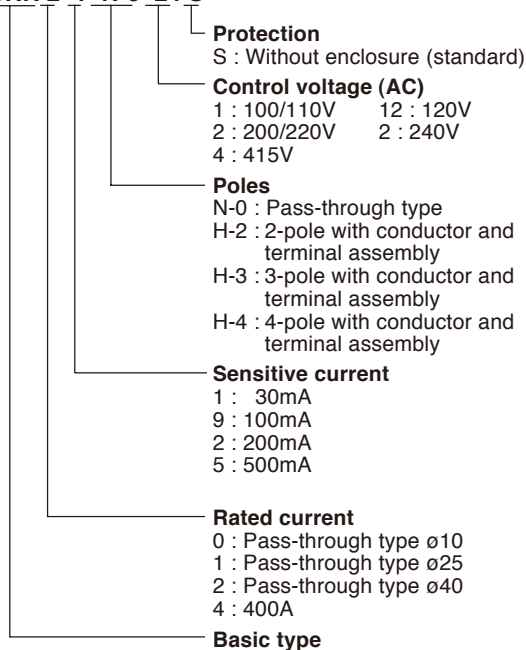 Protection
S : Without enclosure (standard)
Control voltage (AC)
1 : 100/110V 12 : 120V
2 : 200/220V 2 : 240V
4 : 415V
Poles
N-0 : Pass-through type
H-2 : 2-pole with conductor and
terminal assembly
H-3 : 3-pole with conductor and
terminal assembly
H-4 : 4-pole with conductor and
terminal assembly
Sensitive current
1 : 30mA
9 : 100mA
2 : 200mA
5 : 500mA
Rated current
0 : Pass-through type ø10
1 : Pass-through type ø25
2 : Pass-through type ø40
4 : 400A
Basic type